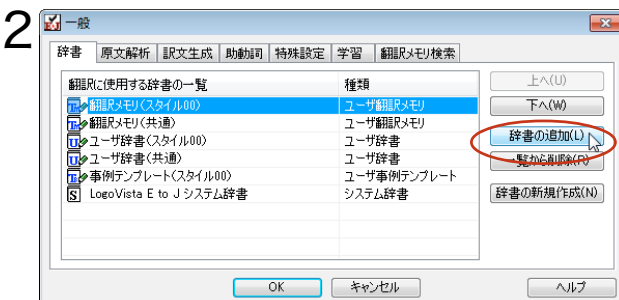 2
一般
辞書 原文解析 訳文生成 助動詞 特殊設定 学習 翻訳メモリ検索
翻訳に使用する辞書の一覧 種類
翻訳メモリ(スタイル00) ユーザ翻訳メモリ
翻訳メモリ(共通) ユーザ翻訳メモリ
ユーザ辞書(スタイル00) ユーザ辞書
ユーザ辞書(共通) ユーザ辞書
事例テンプレート(スタイル00) ユーザ事例テンプレート
S LogoVista E to J システム辞書 システム辞書
上へ(U)
下へ(W)
辞書の追加(L)
一覧から削除(R)
辞書の新規作成(N)
OK キャンセル ヘルプ